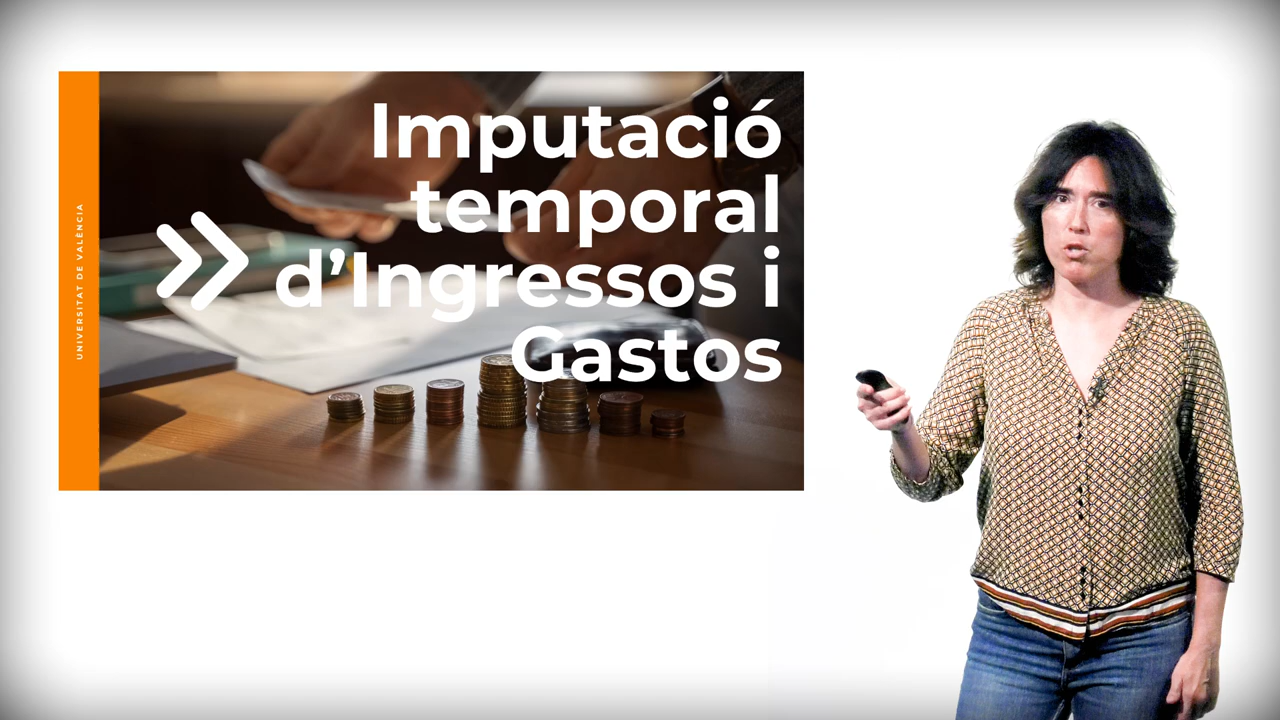 Imputació
temporal
d'Ingressos i
Gastos
UNIVERSITAT DE VALÈNCIA